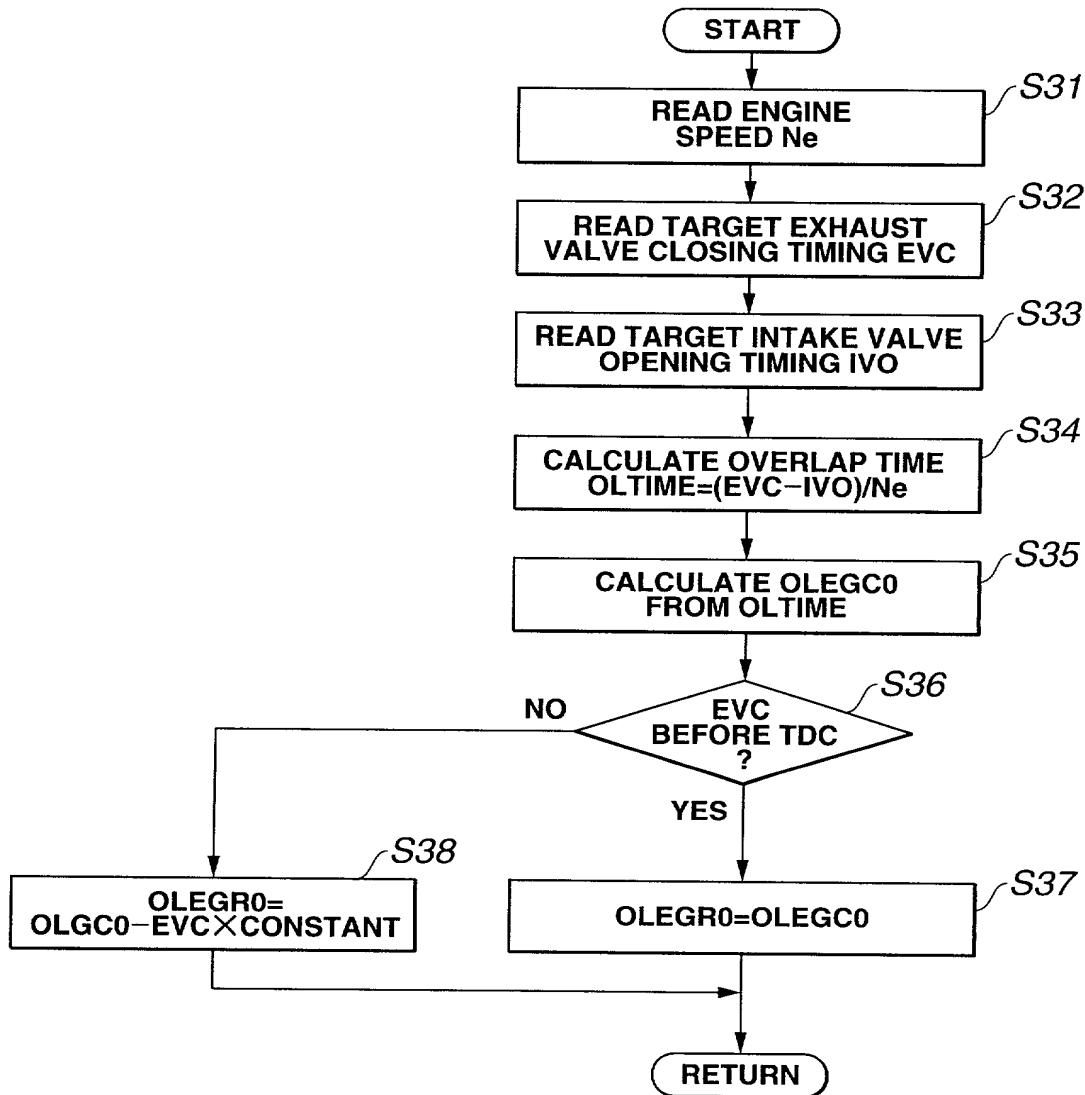 START
S31
READ ENGINE
SPEED Ne
S32
READ TARGET EXHAUST
VALVE CLOSING TIMING EVC
S33
READ TARGET INTAKE VALVE
OPENING TIMING IVO
S34
CALCULATE OVERLAP TIME
OLTIME=(EVC−IVO)/Ne
S35
CALCULATE OLEGC0
FROM OLTIME
S36
EVC
BEFORE TDC
?
NO
YES
S38
OLEGR0=
OLGC0−EVC×CONSTANT
S37
OLEGR0=OLEGC0
RETURN